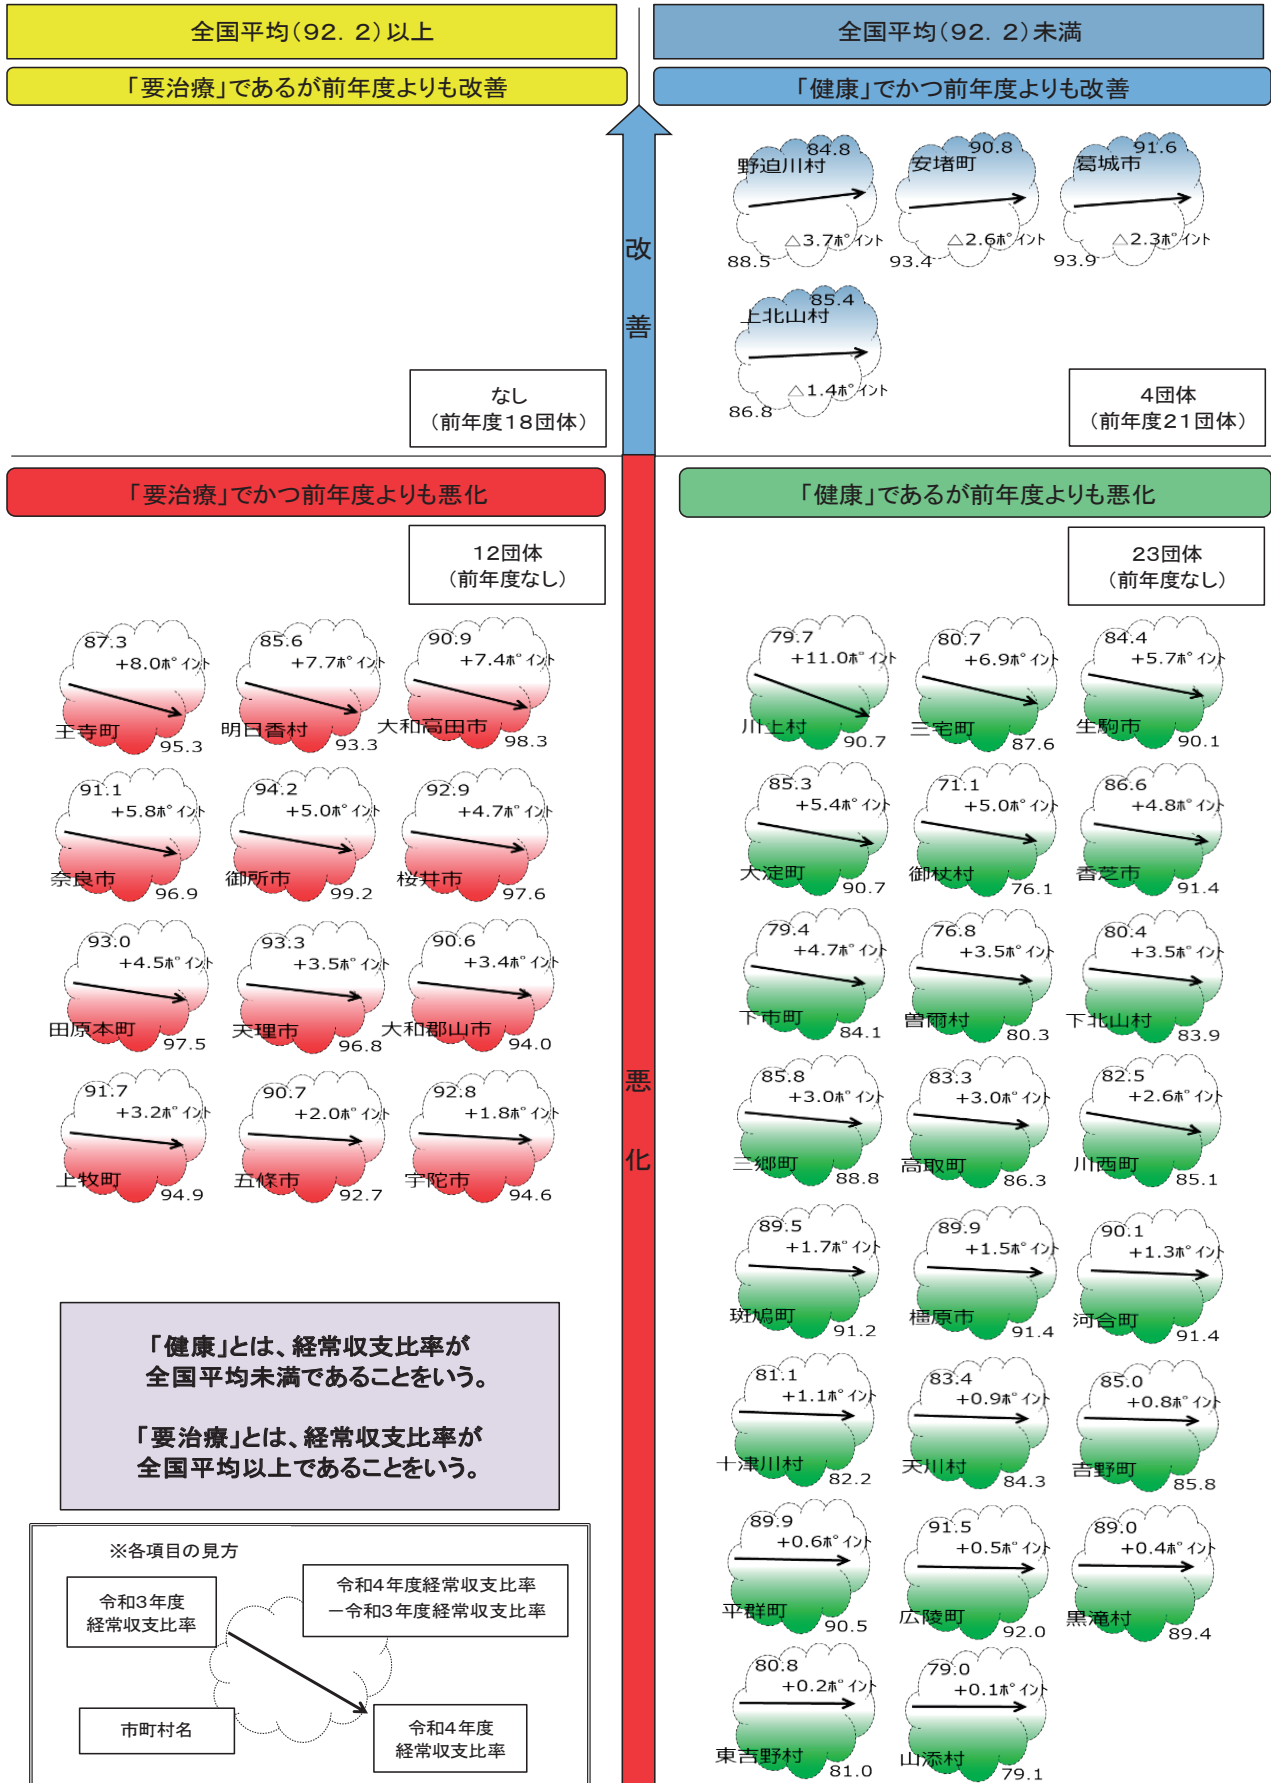 全国平均(92．2)以上
全国平均(92．2)未満
「要治療」であるが前年度よりも改善
「健康」でかつ前年度よりも改善
84.8
野迫川村
△3.7ポイント
88.5
90.8
安堵町
△2.6ポイント
93.4
91.6
葛城市
△2.3ポイント
93.9
85.4
上北山村
△1.4ポイント
86.8
改
善
なし
(前年度18団体)
4団体
(前年度21団体)
「要治療」でかつ前年度よりも悪化
「健康」であるが前年度よりも悪化
12団体
(前年度なし)
23団体
(前年度なし)
87.3
+8.0ポイント
王寺町
95.3
85.6
+7.7ポイント
明日香村
93.3
90.9
+7.4ポイント
大和高田市
98.3
91.1
+5.8ポイント
奈良市
96.9
94.2
+5.0ポイント
御所市
99.2
92.9
+4.7ポイント
桜井市
97.6
93.0
+4.5ポイント
田原本町
97.5
93.3
+3.5ポイント
天理市
96.8
90.6
+3.4ポイント
大和郡山市
94.0
91.7
+3.2ポイント
上牧町
94.9
90.7
+2.0ポイント
五條市
92.7
92.8
+1.8ポイント
宇陀市
94.6
悪
化
79.7
+11.0ポイント
川上村
90.7
80.7
+6.9ポイント
三宅町
87.6
84.4
+5.7ポイント
生駒市
90.1
85.3
+5.4ポイント
大淀町
90.7
71.1
+5.0ポイント
御杖村
76.1
86.6
+4.8ポイント
香芝市
91.4
79.4
+4.7ポイント
下市町
84.1
76.8
+3.5ポイント
曽爾村
80.3
80.4
+3.5ポイント
下北山村
83.9
85.8
+3.0ポイント
三郷町
88.8
83.3
+3.0ポイント
高取町
86.3
82.5
+2.6ポイント
川西町
85.1
89.5
+1.7ポイント
斑鳩町
91.2
89.9
+1.5ポイント
橿原市
91.4
90.1
+1.3ポイント
河合町
91.4
81.1
+1.1ポイント
十津川村
82.2
83.4
+0.9ポイント
天川村
84.3
85.0
+0.8ポイント
吉野町
85.8
89.9
+0.6ポイント
平群町
90.5
91.5
+0.5ポイント
広陵町
92.0
89.0
+0.4ポイント
黒滝村
89.4
80.8
+0.2ポイント
東吉野村
81.0
79.0
+0.1ポイント
山添村
79.1
「健康」とは、経常収支比率が
全国平均未満であることをいう。
「要治療」とは、経常収支比率が
全国平均以上であることをいう。
※各項目の見方
令和3年度
経常収支比率
令和4年度経常収支比率
－令和3年度経常収支比率
市町村名
令和4年度
経常収支比率